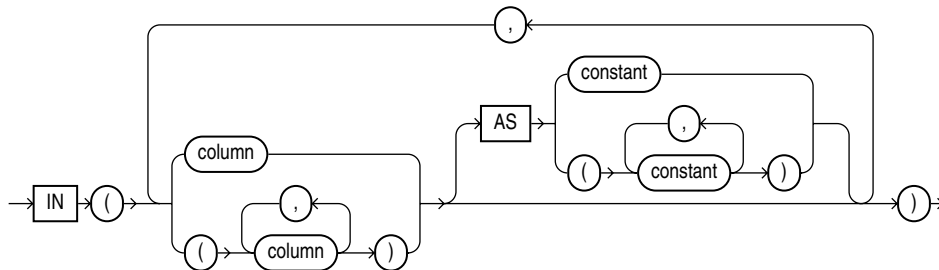 ,
constant
AS
,
column
( constant )
IN (
,
)
( column )